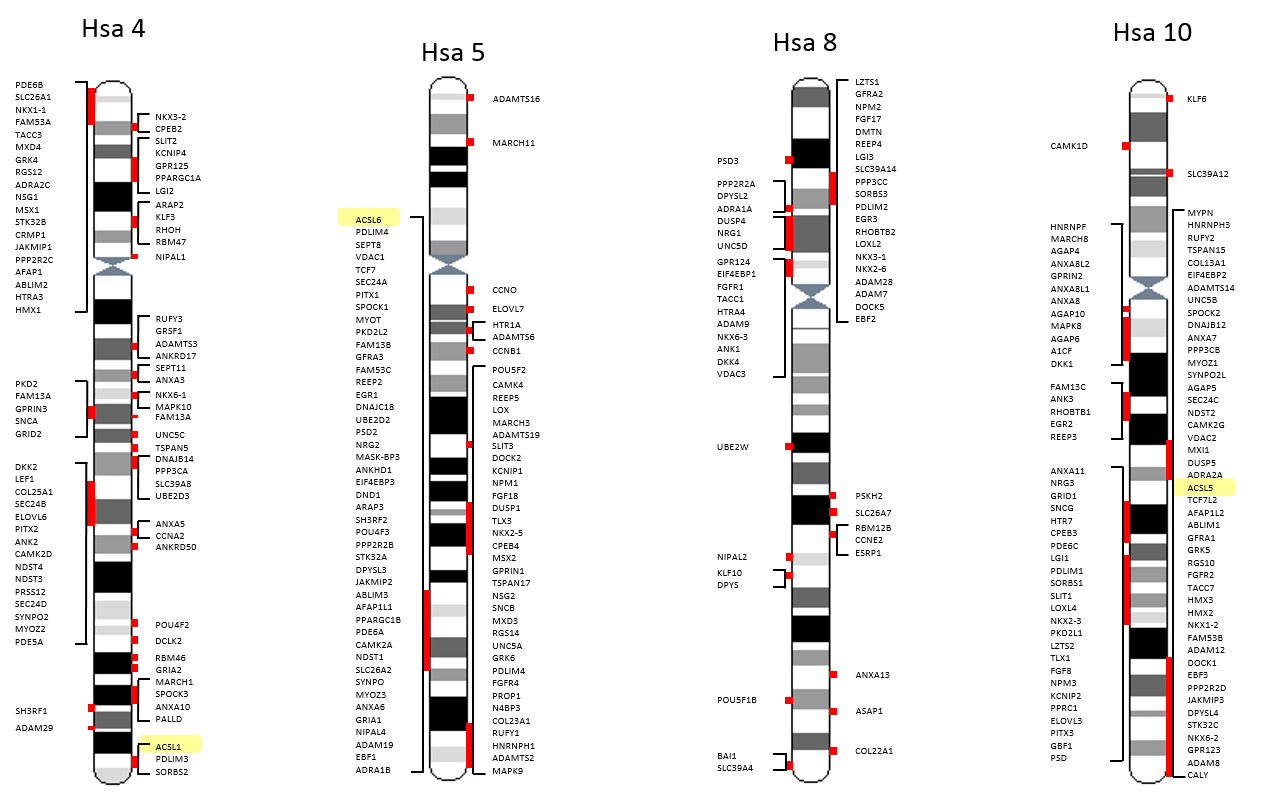 Hsa 4
PDE6B
SLC26A1
NKX1-1
FAM53A
TACC3
MXD4
GRK4
RGS12
ADRA2C
NSG1
MSX1
STK32B
CRMP1
JAKMIP1
PPP2R2C
AFAP1
ABLIM2
HTRA3
HMX1
PKD2
FAM13A
GPRIN3
SNCA
GRID2
DKK2
LEF1
COL25A1
SEC24B
ELOVL6
PITX2
ANK2
CAMK2D
NDST4
NDST3
PRSS12
SEC24D
SYNPO2
MYOZ2
PDE5A
SH3RF1
ADAM29
NKX3-2
CPEB2
SLIT2
KCNIP4
GPR125
PPARGC1A
LGI2
ARAP2
KLF3
RHOH
RBM47
NIPAL1
RUFY3
GRSF1
ADAMTS3
ANKRD17
SEPT11
ANXA3
NKX6-1
MAPK10
FAM13A
UNC5C
TSPAN5
DNAJB14
PPP3CA
SLC39A8
UBE2D3
ANXA5
CCNA2
ANKRD50
POU4F2
DCLK2
RBM46
GRIA2
MARCH1
SPOCK3
ANXA10
PALLD
ACSL1
PDLIM3
SORBS2
Hsa 5
ACSL6
PDLIM4
SEPT8
VDAC1
TCF7
SEC24A
PITX1
SPOCK1
MYOT
PKD2L2
FAM13B
GFRA3
FAM53C
REEP2
EGR1
DNAJC18
UBE2D2
PSD2
NRG2
MASK-BP3
ANKHD1
EIF4EBP3
DND1
ARAP3
SH3RF2
POU4F3
PPP2R2B
STK32A
DPYSL3
JAKMIP2
ABLIM3
AFAP1L1
PPARGC1B
PDE6A
CAMK2A
NDST1
SLC26A2
SYNPO
MYOZ3
ANXA6
GRIA1
NIPAL4
ADAM19
EBF1
ADRA1B
ADAMTS16
MARCH11
CCNO
ELOVL7
HTR1A
ADAMTS6
CCNB1
POU5F2
CAMK4
REEP5
LOX
MARCH3
ADAMTS19
SLIT3
DOCK2
KCNIP1
NPM1
FGF18
DUSP1
TLX3
NKX2-5
CPEB4
MSX2
GPRIN1
TSPAN17
NSG2
SNCB
MXD3
RGS14
UNC5A
GRK6
PDLIM4
FGFR4
PROP1
N4BP3
COL23A1
RUFY1
HNRNPH1
ADAMTS2
MAPK9
Hsa 8
PSD3
PPP2R2A
DPYSL2
ADRA1A
DUSP4
NRG1
UNC5D
GPR124
EIF4EBP1
FGFR1
TACC1
HTRA4
ADAM9
NKX6-3
ANK1
DKK4
VDAC3
UBE2W
NIPAL2
KLF10
DPYS
POU5F1B
BAI1
SLC39A4
LZTS1
GFRA2
NPM2
FGF17
DMTN
REEP4
LGI3
SLC39A14
PPP3CC
SORBS3
PDLIM2
EGR3
RHOBTB2
LOXL2
NKX3-1
NKX2-6
ADAM28
ADAM7
DOCK5
EBF2
PSKH2
SLC26A7
RBM12B
CCNE2
ESRP1
ANXA13
ASAP1
COL22A1
Hsa 10
CAMK1D
HNRNPF
MARCH8
AGAP4
ANXA8L2
GPRIN2
ANXA8L1
ANXA8
AGAP10
MAPK8
AGAP6
A1CF
DKK1
FAM13C
ANK3
RHOBTB1
EGR2
REEP3
ANXA11
NRG3
GRID1
SNCG
HTR7
CPEB3
PDE6C
LGI1
PDLIM1
SORBS1
SLIT1
LOXL4
NKX2-3
PKD2L1
LZTS2
TLX1
FGF8
NPM3
KCNIP2
PPRC1
ELOVL3
PITX3
GBF1
PSD
KLF6
SLC39A12
MYPN
HNRNPH3
RUFY2
TSPAN15
COL13A1
EIF4EBP2
ADAMTS14
UNC5B
SPOCK2
DNAJB12
ANXA7
PPP3CB
MYOZ1
SYNPO2L
AGAP5
SEC24C
NDST2
CAMK2G
VDAC2
MXI1
DUSP5
ADRA2A
ACSL5
TCF7L2
AFAP1L2
ABLIM1
GFRA1
GRK5
RGS10
FGFR2
TACC7
HMX3
HMX2
NKX1-2
FAM53B
ADAM12
DOCK1
EBF3
PPP2R2D
JAKMIP3
DPYSL4
STK32C
NKX6-2
GPR123
ADAM8
CALY